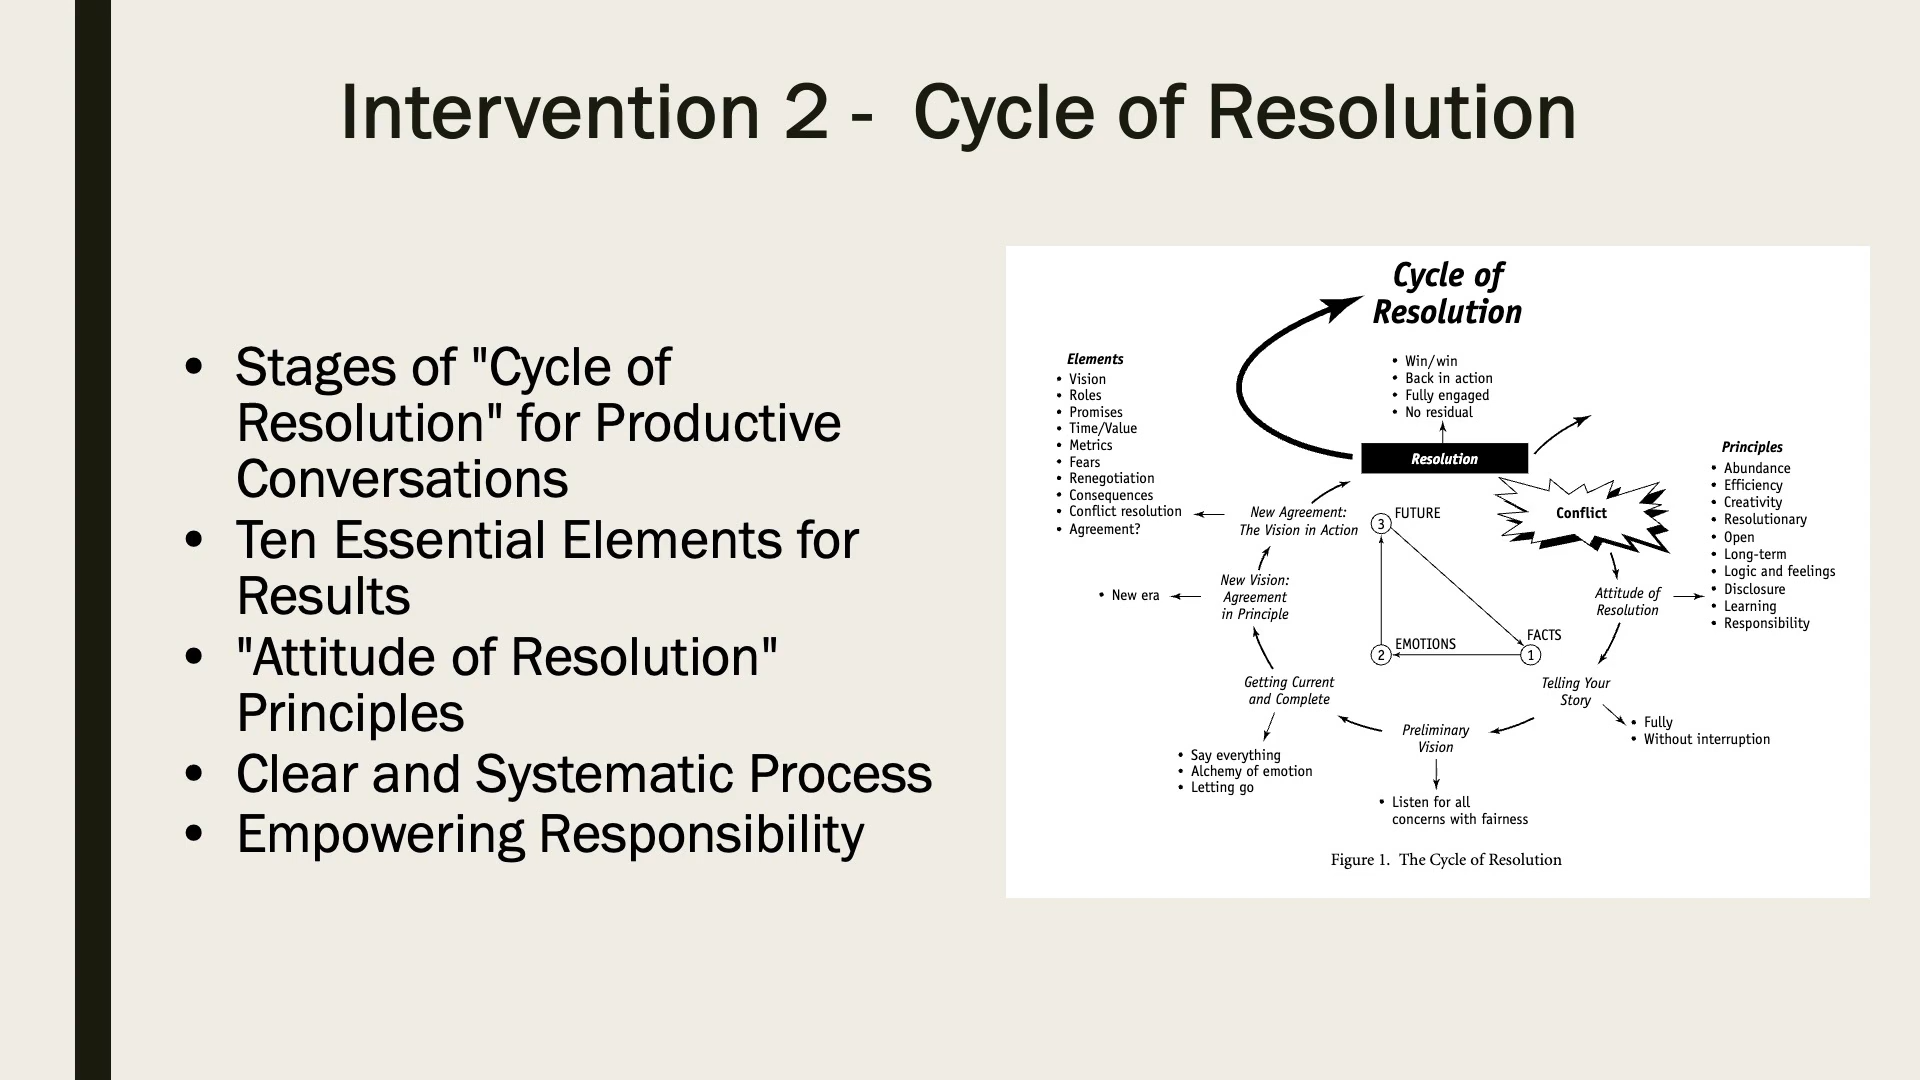 Intervention 2 -  Cycle of Resolution
• Stages of "Cycle of
Resolution" for Productive
Conversations
• Ten Essential Elements for
Results
• "Attitude of Resolution"
Principles
• Clear and Systematic Process
• Empowering Responsibility
Cycle of
Resolution
• Win/win
• Back in action
• Fully engaged
• No residual
Resolution
Elements
• Vision
• Roles
• Promises
• Time/Value
• Metrics
• Fears
• Renegotiation
• Consequences
• Conflict resolution
• Agreement?
New Agreement:
The Vision in Action
• New era
New Vision:
Agreement
in Principle
3 FUTURE
2 EMOTIONS
FACTS
1
Conflict
Attitude of
Resolution
Principles
• Abundance
• Efficiency
• Creativity
• Resolutionary
• Open
• Long-term
• Logic and feelings
• Disclosure
• Learning
• Responsibility
Telling Your
Story
• Fully
• Without interruption
Preliminary
Vision
• Listen for all
concerns with fairness
Getting Current
and Complete
• Say everything
• Alchemy of emotion
• Letting go
Figure 1.  The Cycle of Resolution